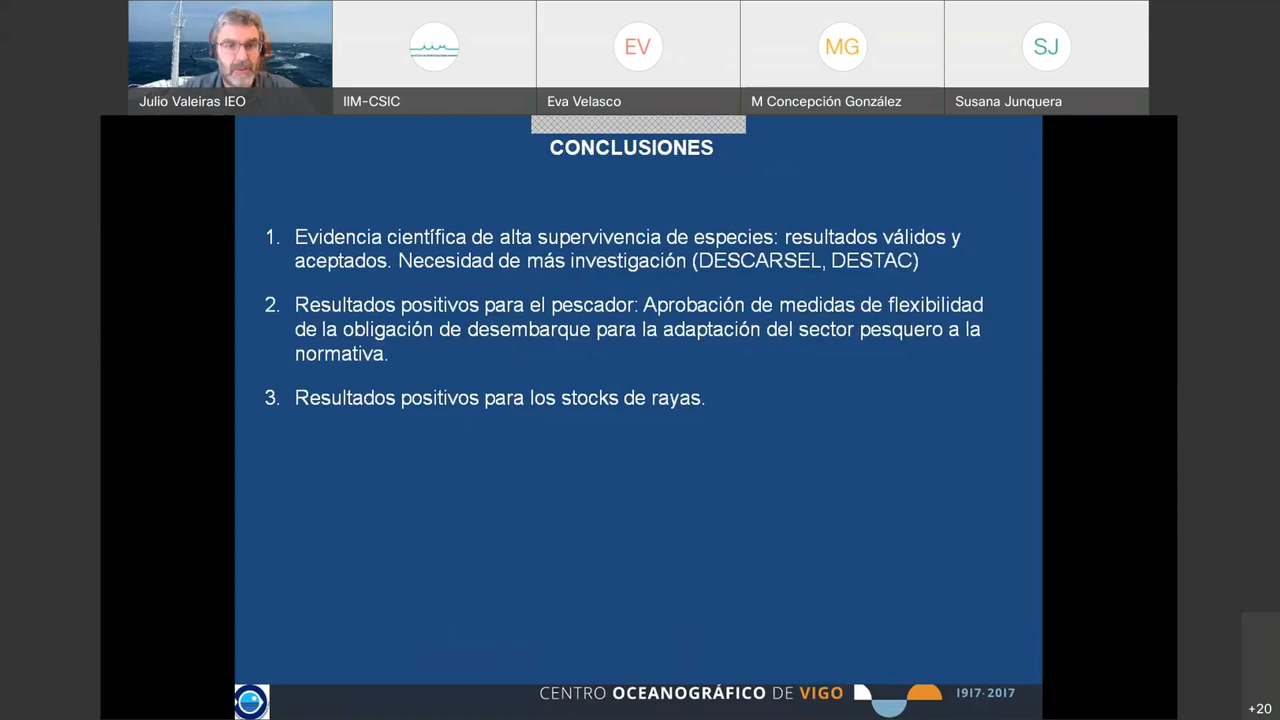 EV
MG
SJ
Julio Valeiras IEO
IIM-CSIC
Eva Velasco
M Concepción González
Susana Junquera
CONCLUSIONES
1. Evidencia científica de alta supervivencia de especies: resultados válidos y
aceptados. Necesidad de más investigación (DESCARSEL, DESTAC)
2. Resultados positivos para el pescador: Aprobación de medidas de flexibilidad
de la obligación de desembarque para la adaptación del sector pesquero a la
normativa.
3. Resultados positivos para los stocks de rayas.
CENTRO OCEANOGRÁFICO DE VIGO
1917·2017
+20